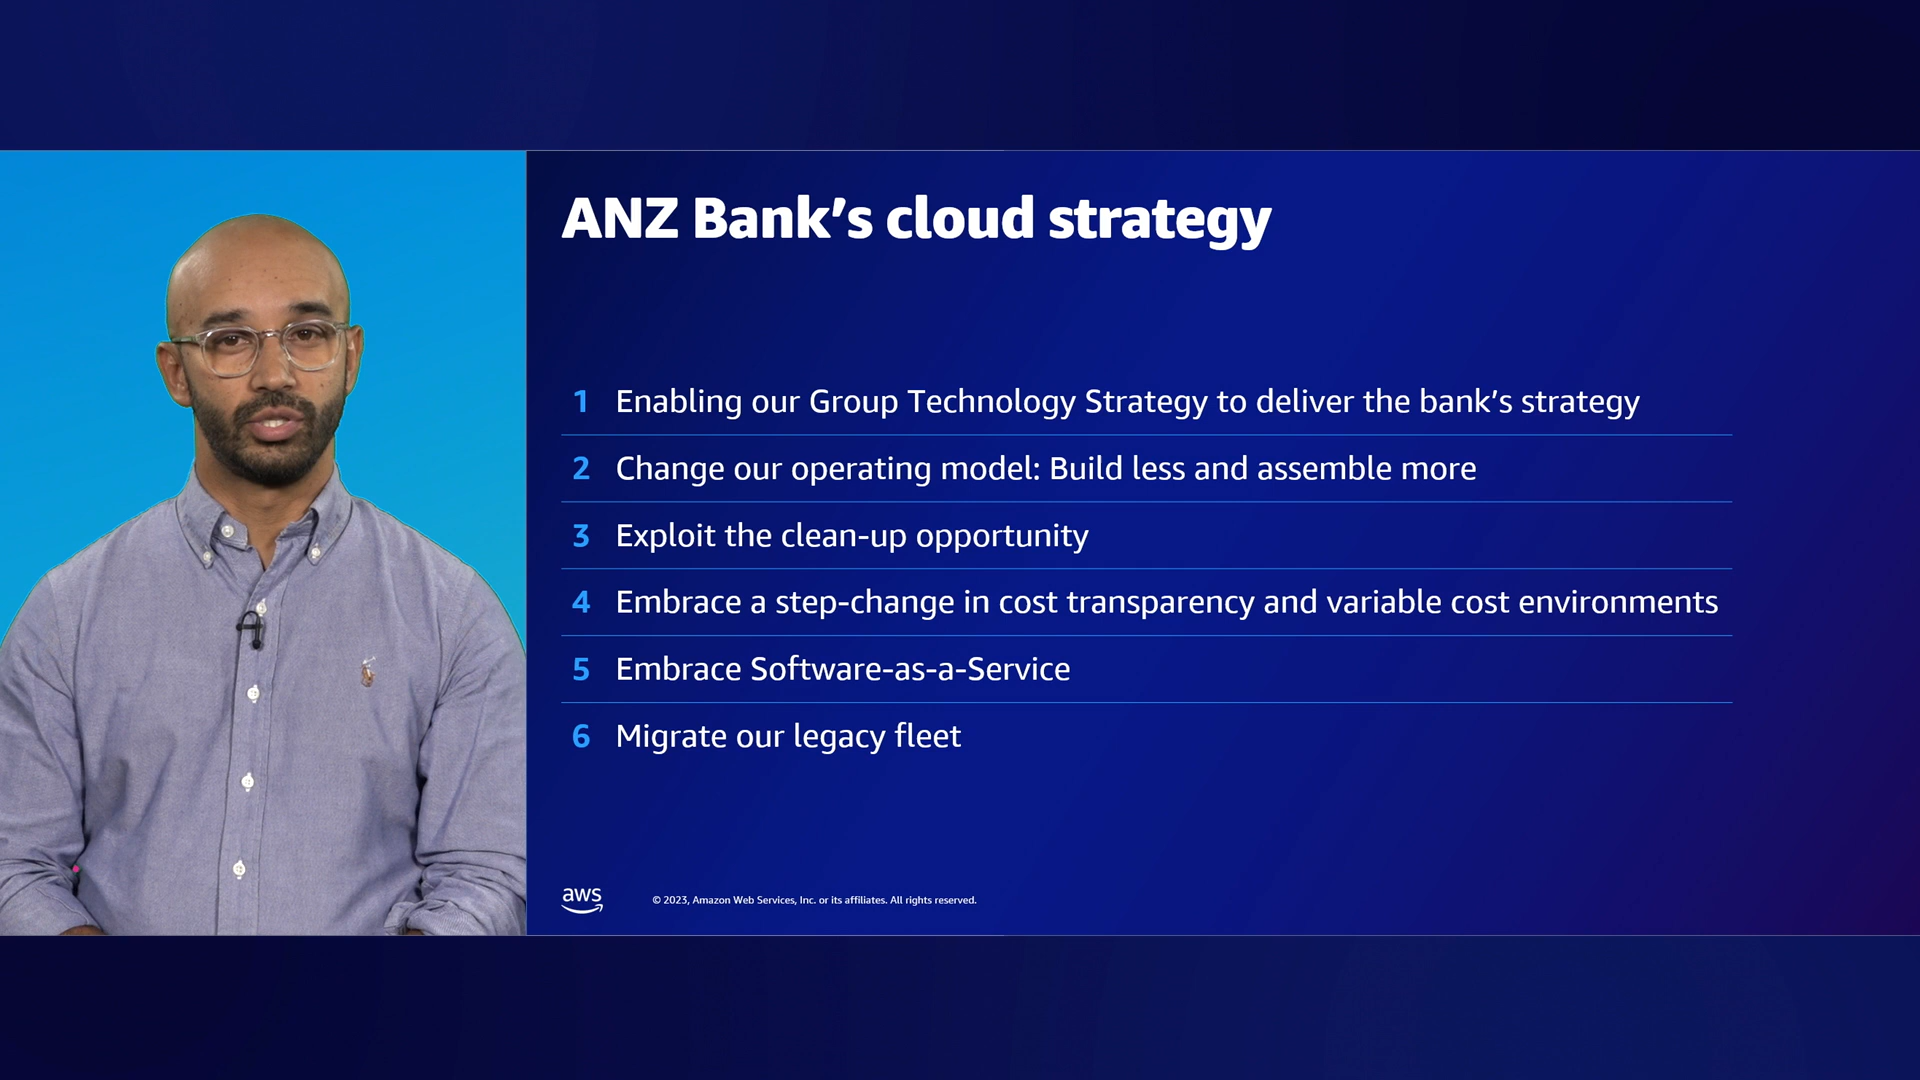 ANZ Bank’s cloud strategy
1 Enabling our Group Technology Strategy to deliver the bank’s strategy
2 Change our operating model: Build less and assemble more
3 Exploit the clean-up opportunity
4 Embrace a step-change in cost transparency and variable cost environments
5 Embrace Software-as-a-Service
6 Migrate our legacy fleet
aws
© 2023, Amazon Web Services, Inc. or its affiliates. All rights reserved.